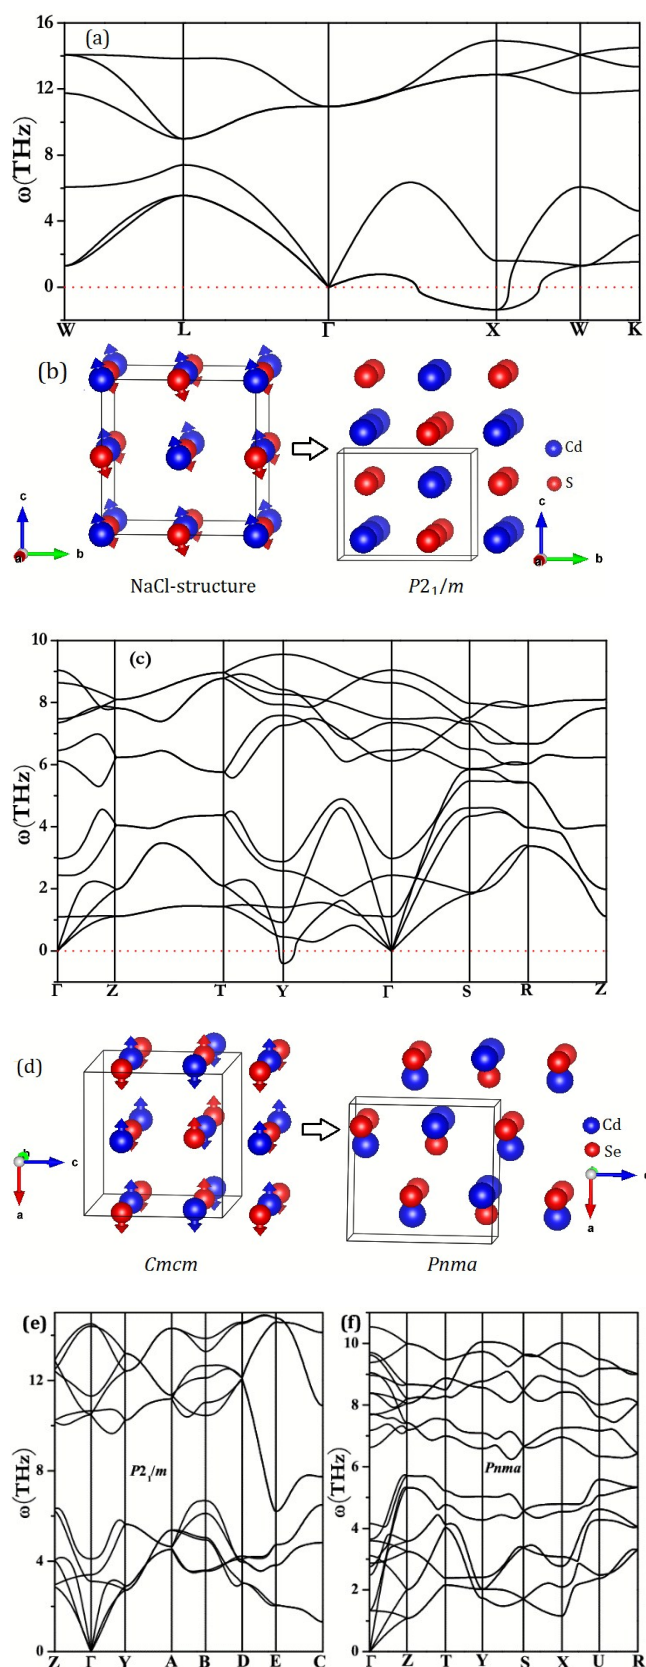 (a)
16
12
8
4
0
ω(THz)
W L Γ X W K
(b)
Cd
S
c
a b
c
a b
NaCl-structure P2₁/m
(c)
10
8
6
4
2
0
ω(THz)
Γ Z T Y Γ S R Z
(d)
Cd
Se
b c
a
c
a
Cmcm Pnma
(e)
12
8
4
0
ω(THz)
P2₁/m
Z Γ Y A B D E C
(f)
10
8
6
4
2
0
ω(THz)
Pnma
Γ Z T Y S X U R